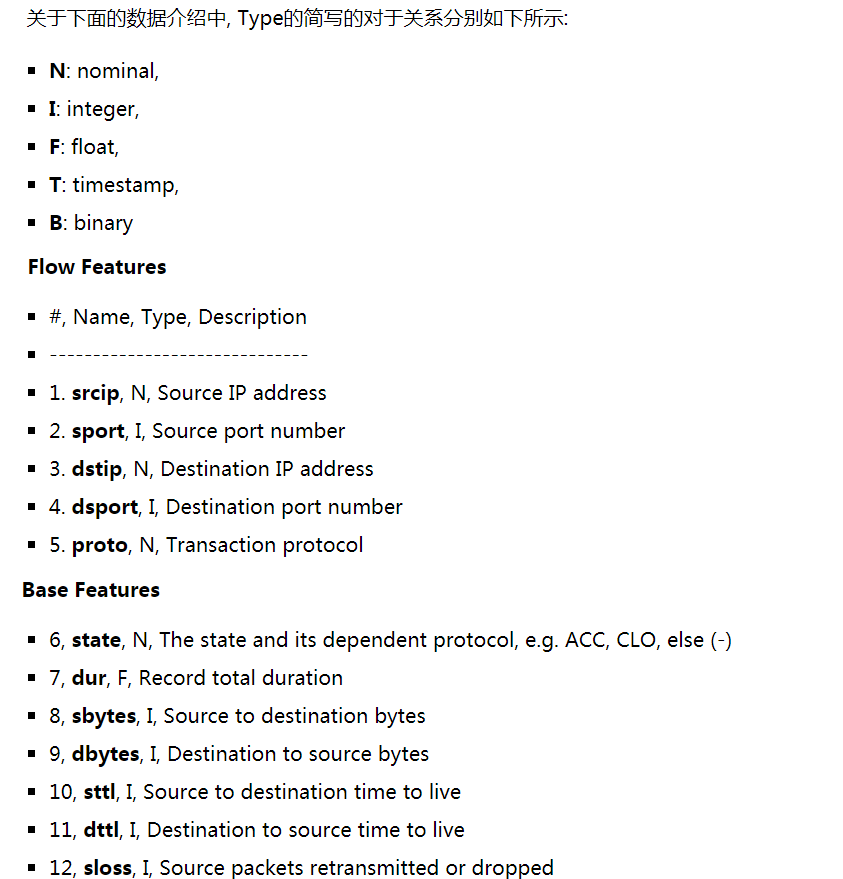 关于下面的数据介绍中, Type的简写的对于关系分别如下所示:
▪ N: nominal,
▪ I: integer,
▪ F: float,
▪ T: timestamp,
▪ B: binary
Flow Features
▪ #, Name, Type, Description
▪ ------------------------------
▪ 1. srcip, N, Source IP address
▪ 2. sport, I, Source port number
▪ 3. dstip, N, Destination IP address
▪ 4. dsport, I, Destination port number
▪ 5. proto, N, Transaction protocol
Base Features
▪ 6, state, N, The state and its dependent protocol, e.g. ACC, CLO, else (-)
▪ 7, dur, F, Record total duration
▪ 8, sbytes, I, Source to destination bytes
▪ 9, dbytes, I, Destination to source bytes
▪ 10, sttl, I, Source to destination time to live
▪ 11, dttl, I, Destination to source time to live
▪ 12, sloss, I, Source packets retransmitted or dropped